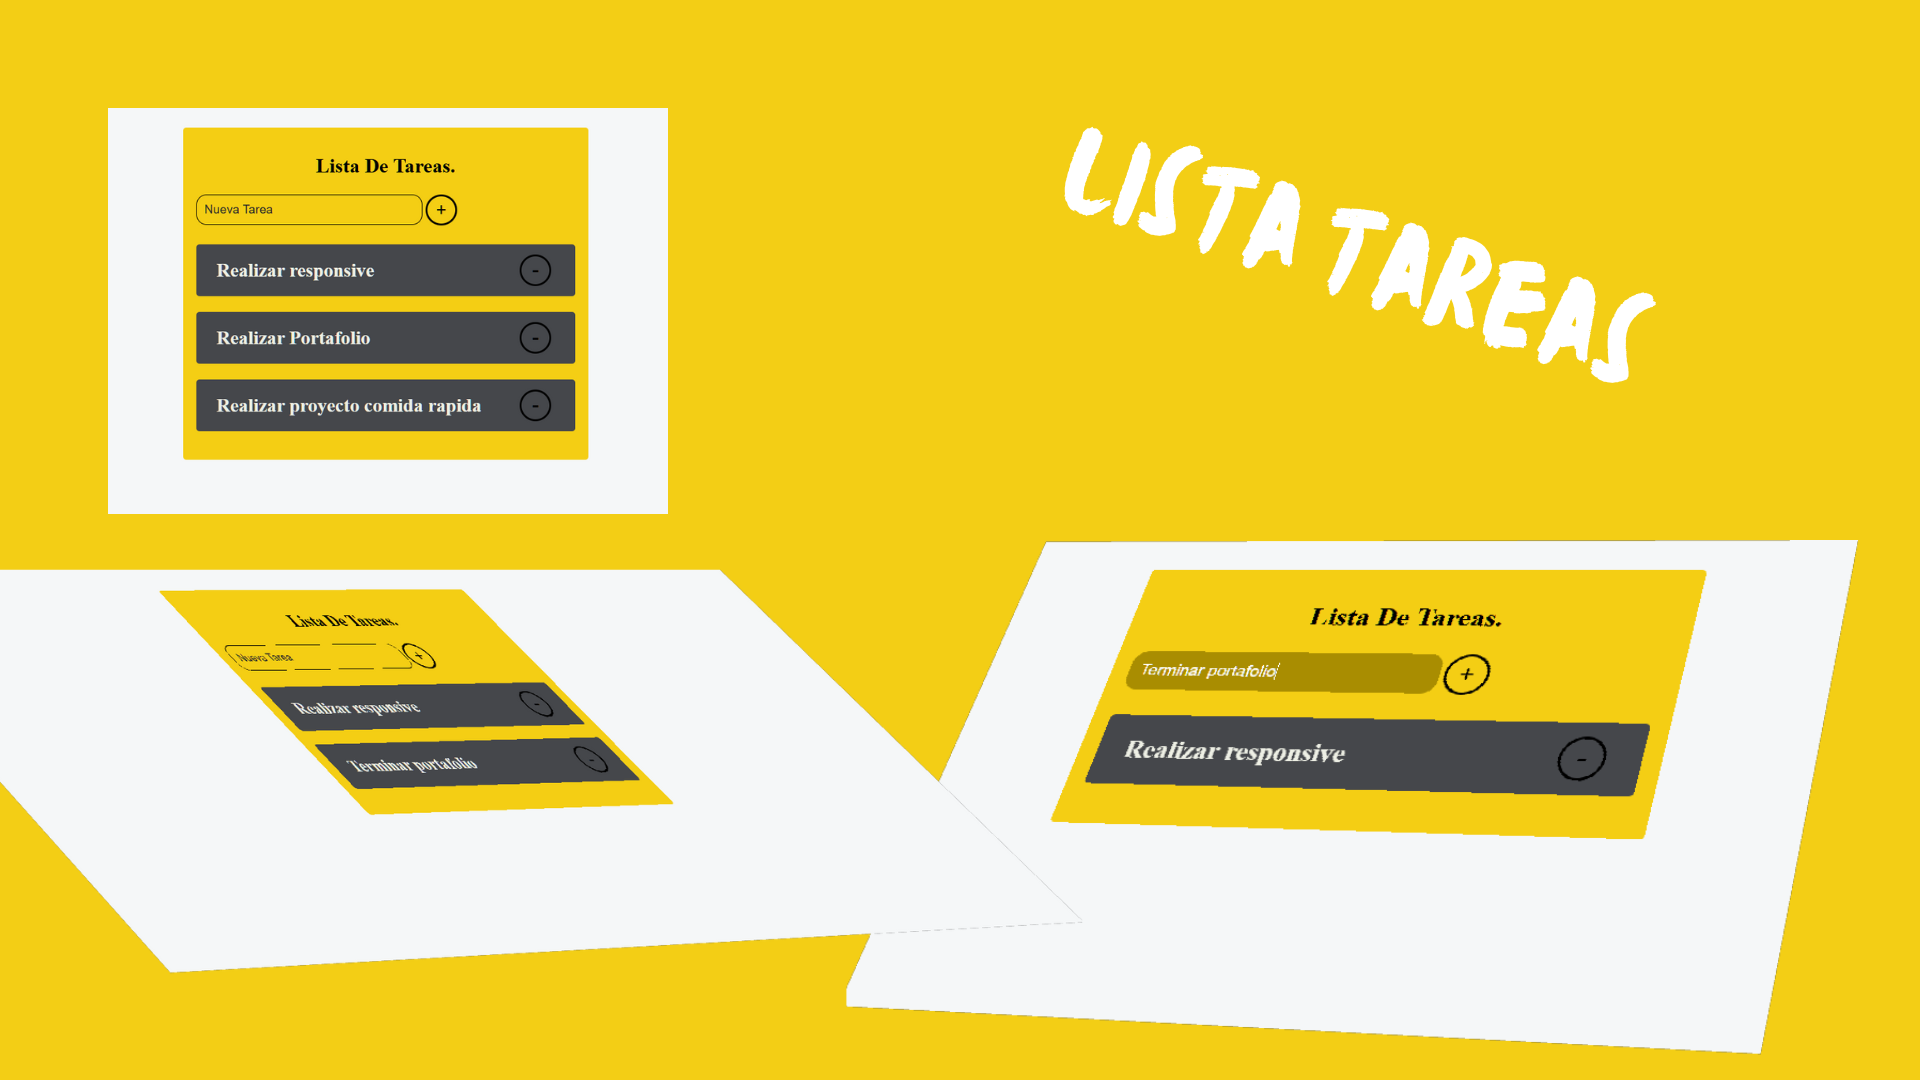 Lista De Tareas.
Nueva Tarea +
Realizar responsive -
Realizar Portafolio -
Realizar proyecto comida rapida -
LISTA TAREAS
Lista De Tareas.
Nueva Tarea +
Realizar responsive -
Terminar portafolio -
Lista De Tareas.
Terminar portafolio +
Realizar responsive -